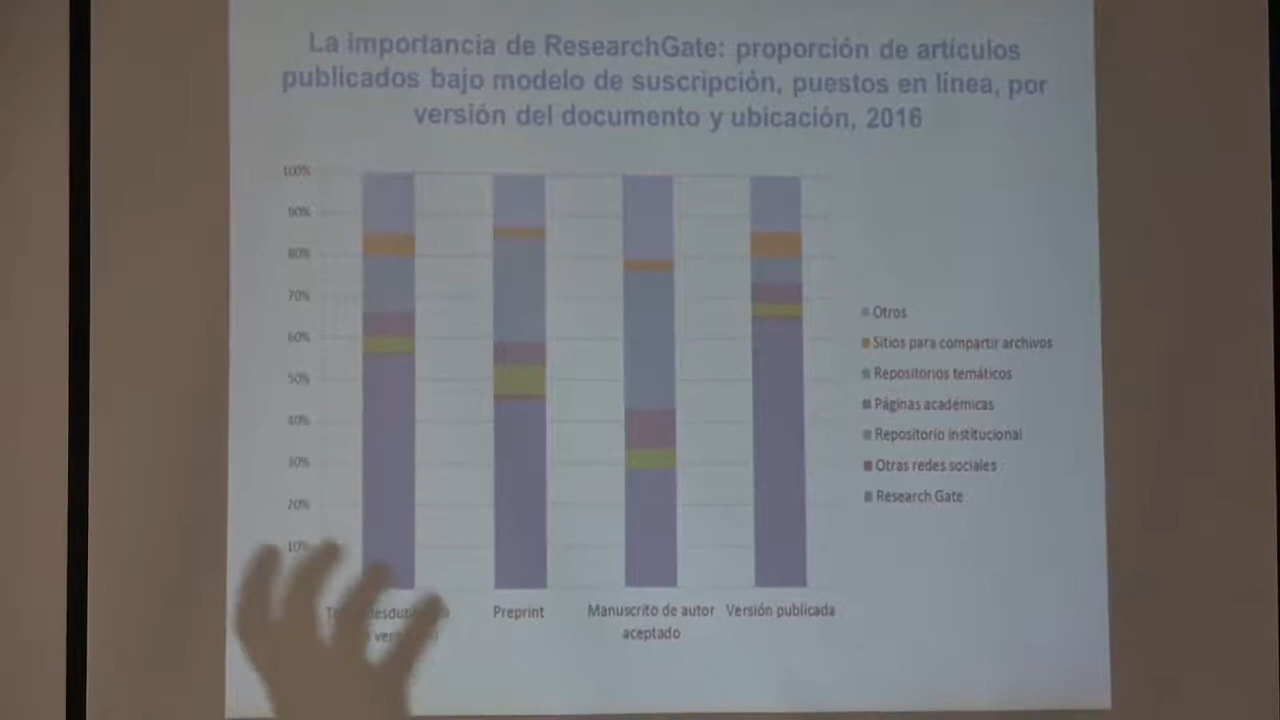 La importancia de ResearchGate: proporción de artículos
publicados bajo modelo de suscripción, puestos en línea, por
versión del documento y ubicación, 2016
100%
90%
80%
70%
60%
50%
40%
30%
20%
10%
Otros
Sitios para compartir archivos
Repositorios temáticos
Páginas académicas
Repositorio institucional
Otras redes sociales
Research Gate
Preprint
Manuscrito de autor
aceptado
Versión publicada